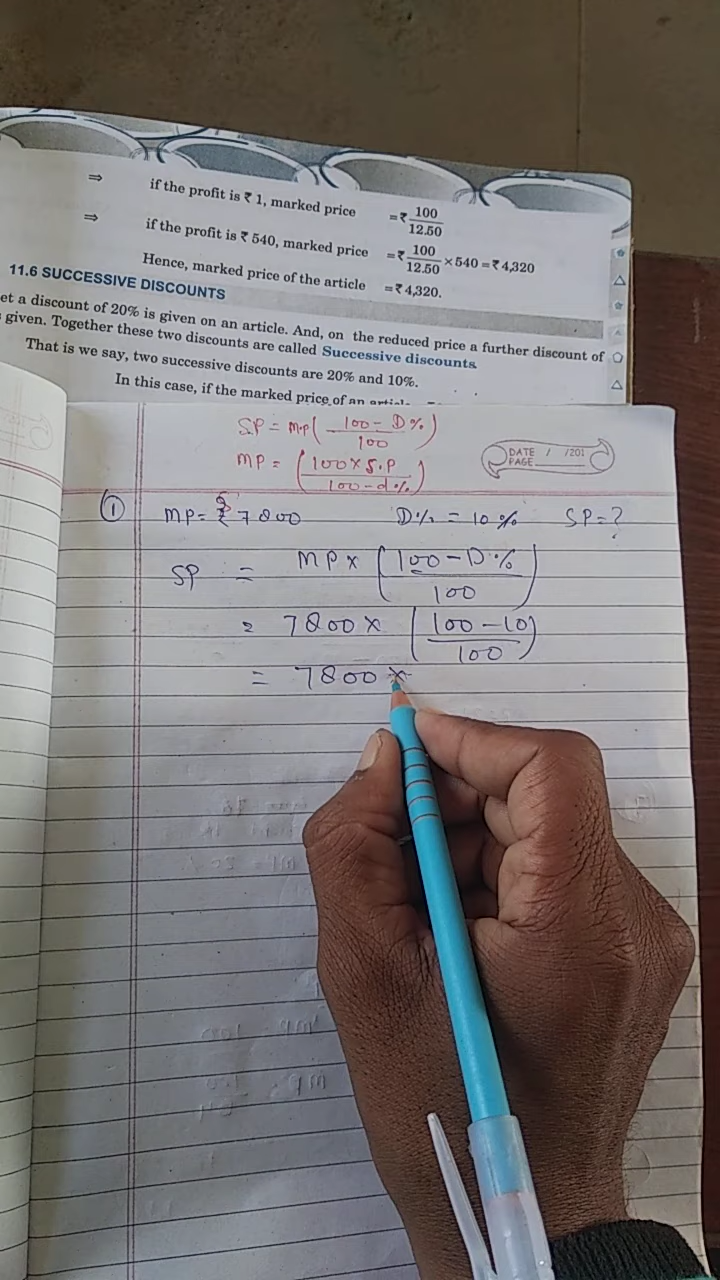 ⇒ if the profit is ₹ 1, marked price = ₹ 100/12.50
⇒ if the profit is ₹ 540, marked price = ₹ 100/12.50 × 540 = ₹ 4,320
Hence, marked price of the article = ₹ 4,320.
11.6 SUCCESSIVE DISCOUNTS
et a discount of 20% is given on an article. And, on the reduced price a further discount of
given. Together these two discounts are called Successive discounts
That is we say, two successive discounts are 20% and 10%.
In this case, if the marked price of an
SP = M.P ( 100 - D% / 100 )
MP = ( 100 × S.P / 100 - d% )
DATE / /201
PAGE
① MP = ₹ 7800 D% = 10% SP = ?
SP = MP × ( 100 - D% / 100 )
= 7800 × ( 100 - 10 / 100 )
= 7800 ×